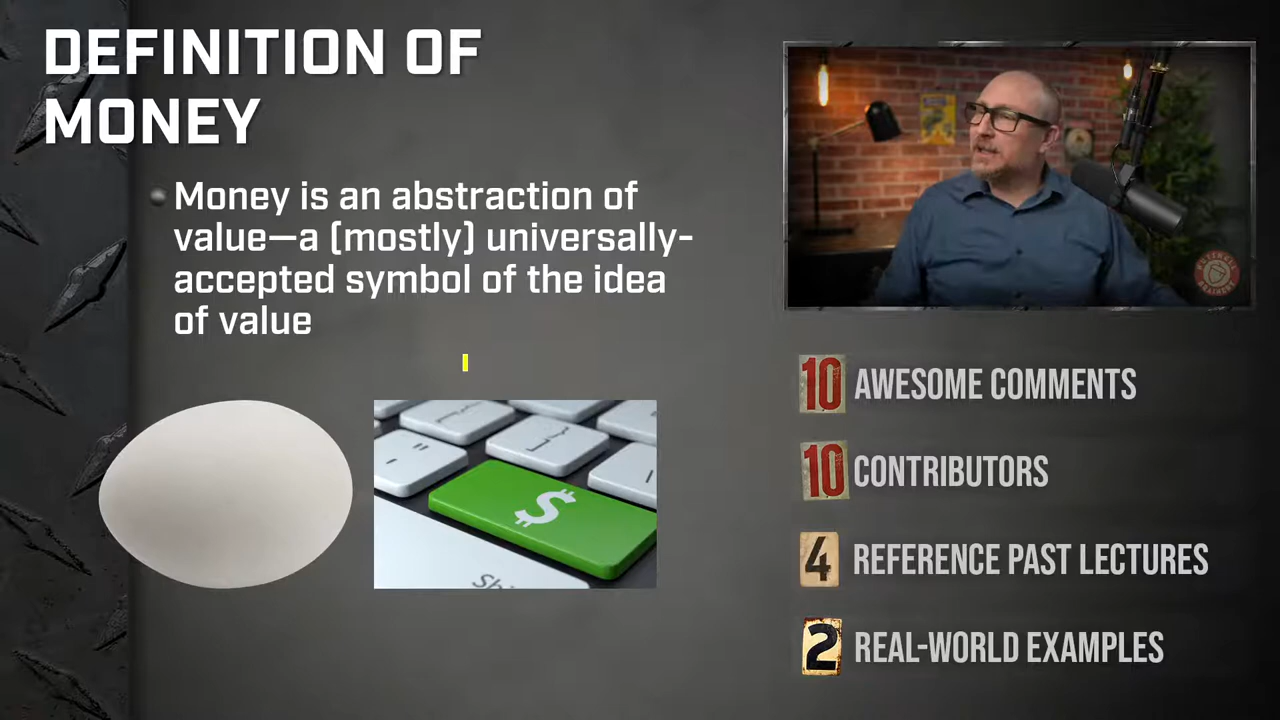 DEFINITION OF
MONEY
Money is an abstraction of
value—a (mostly) universally-
accepted symbol of the idea
of value
$
10 AWESOME COMMENTS
10 CONTRIBUTORS
4 REFERENCE PAST LECTURES
2 REAL-WORLD EXAMPLES